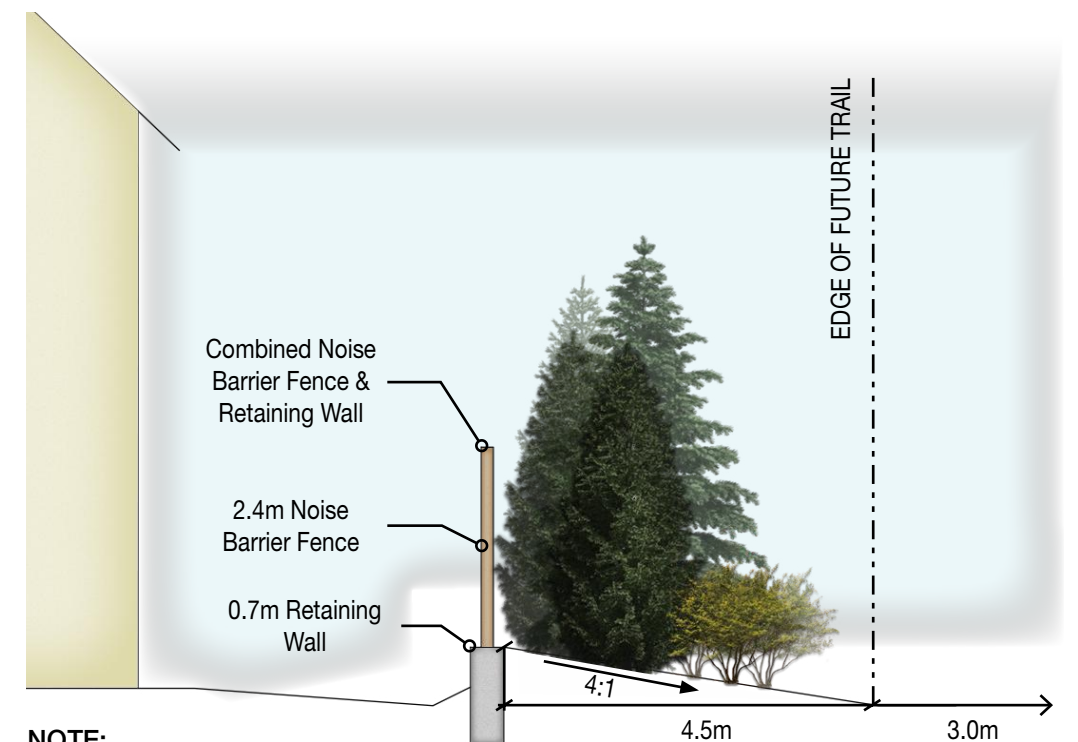 EDGE OF FUTURE TRAIL
Combined Noise
Barrier Fence &
Retaining Wall
2.4m Noise
Barrier Fence
0.7m Retaining
Wall
4:1
4.5m
3.0m
NOTE: